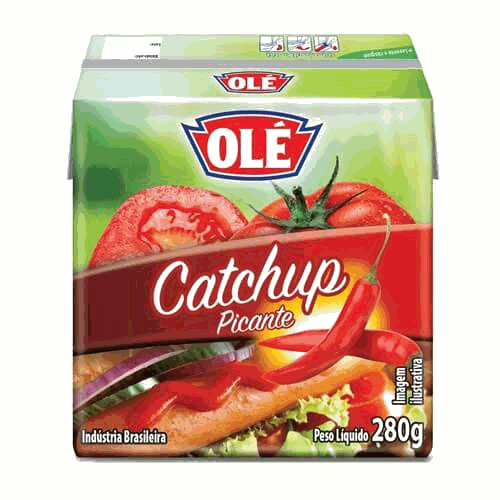 OLÉ
OLÉ
Catchup
Picante
Imagem
ilustrativa
Indústria Brasileira
Peso Líquido 280g